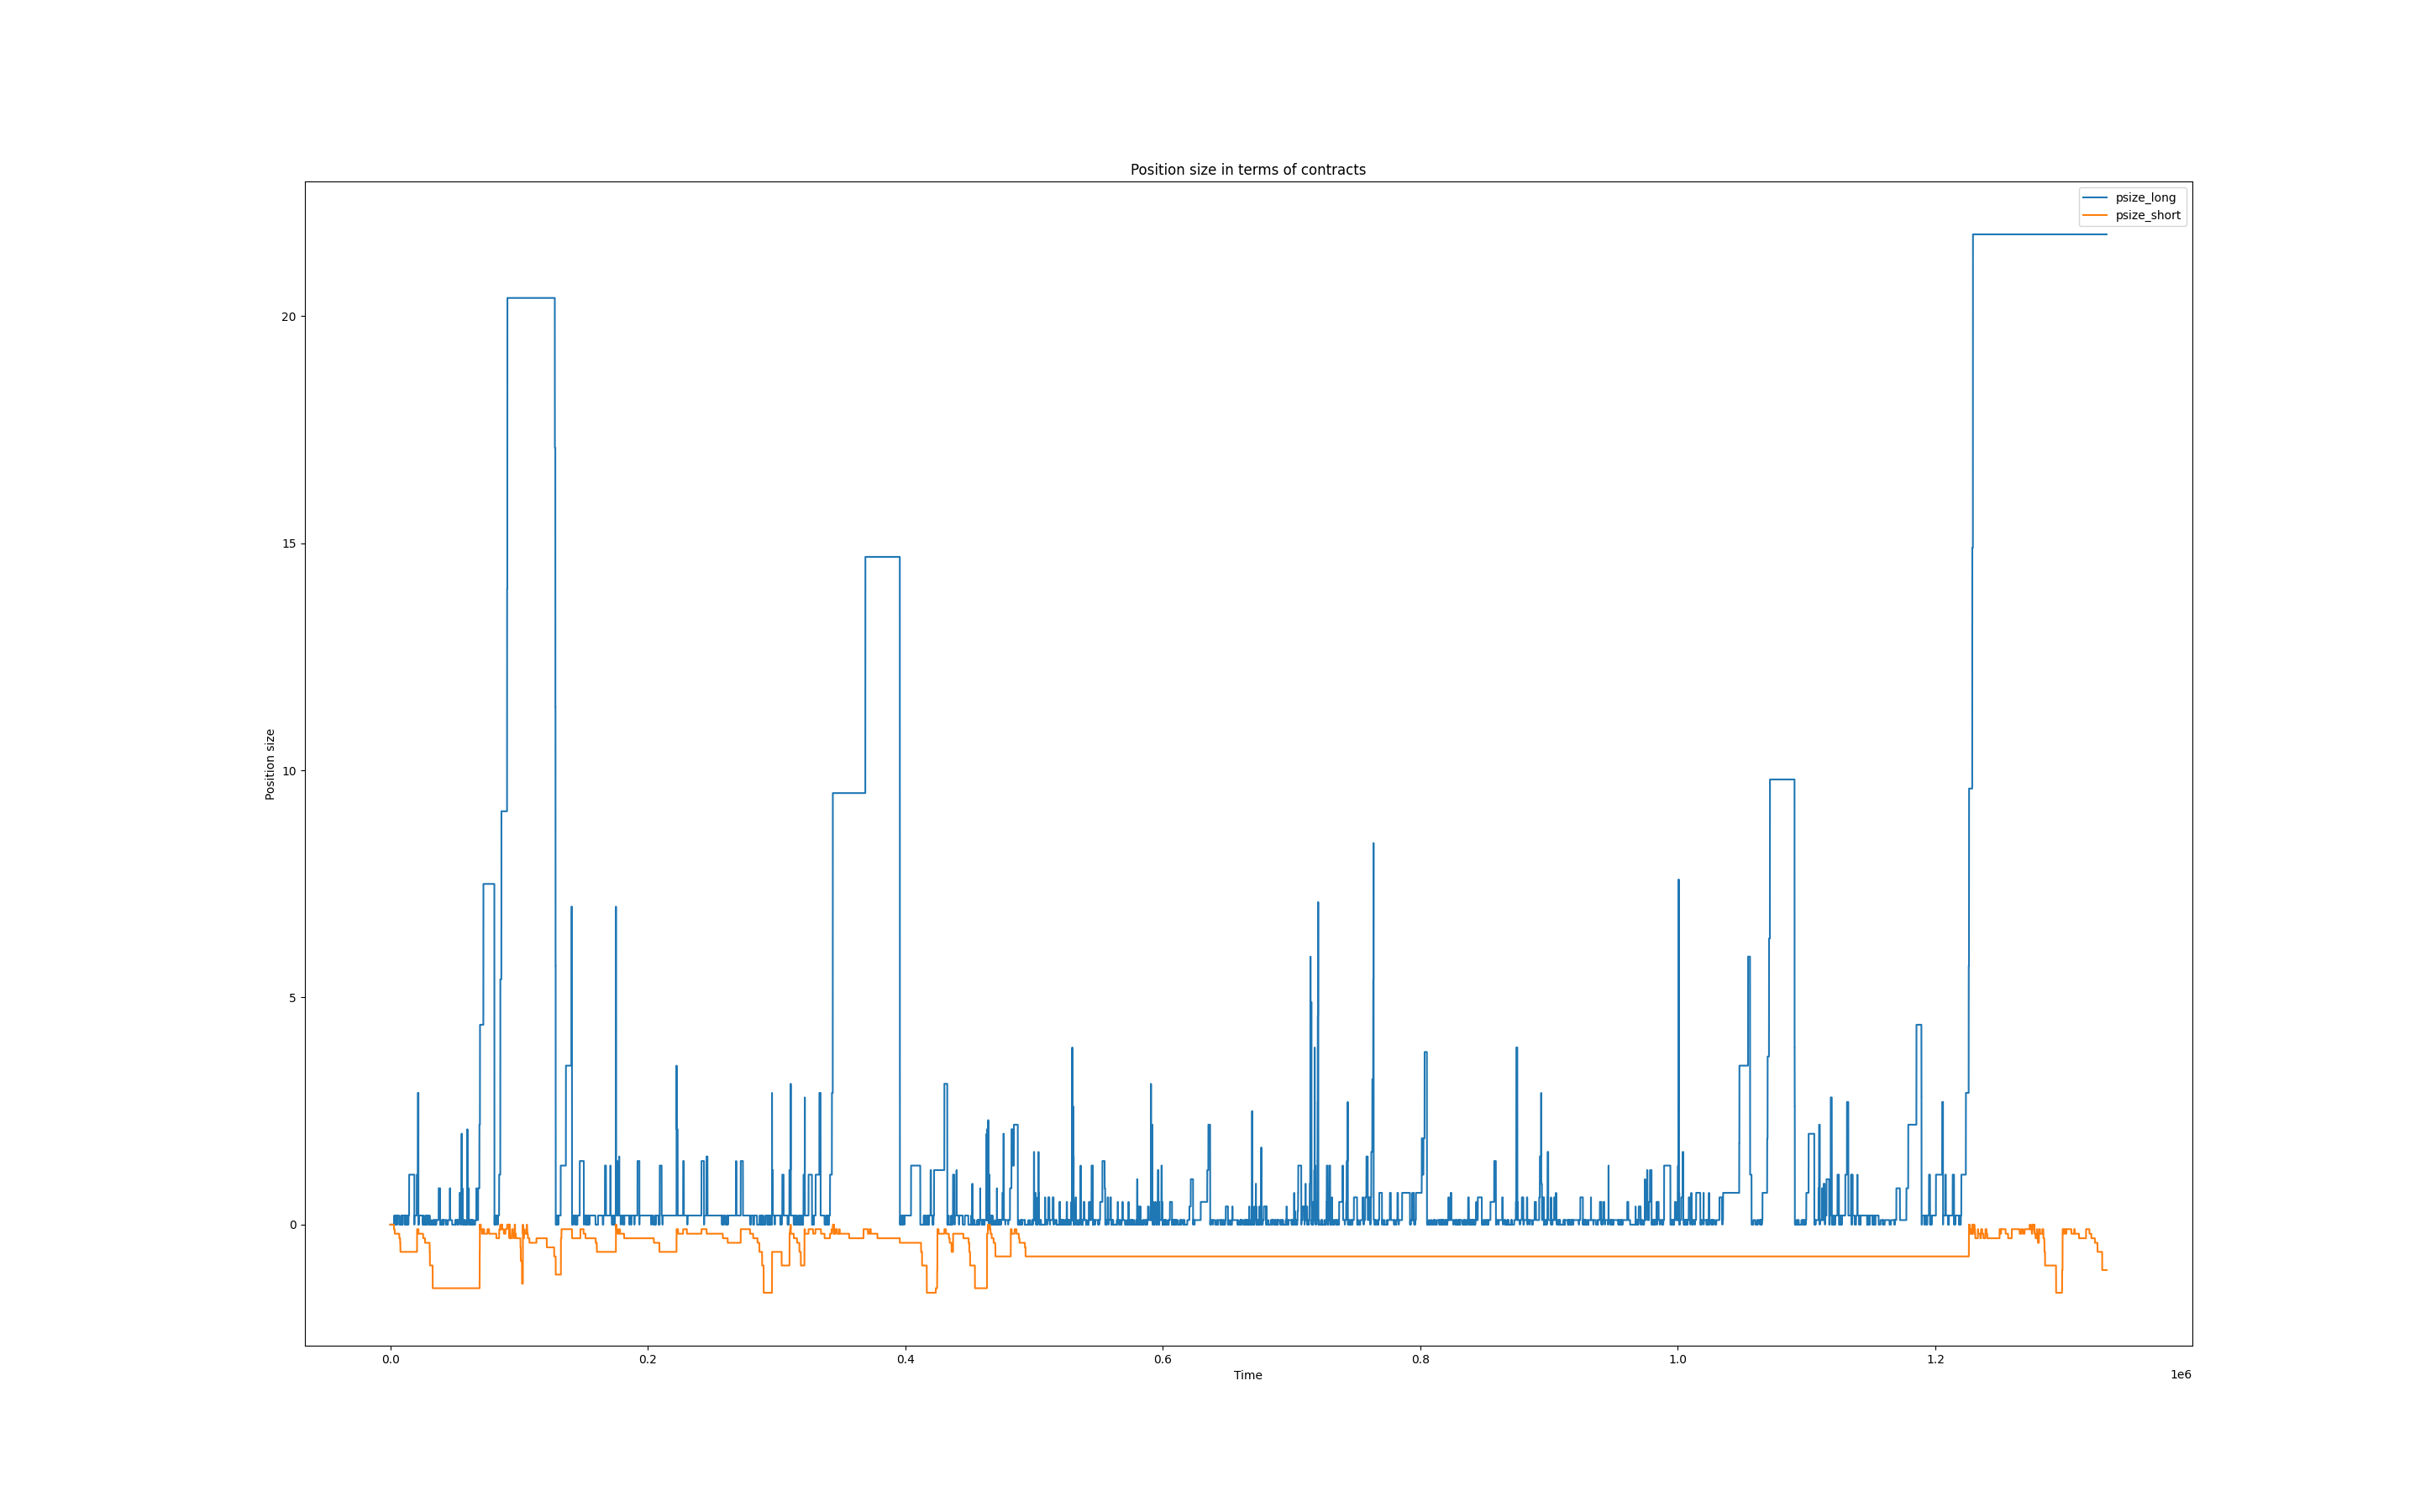 Position size in terms of contracts
psize_long
psize_short
20
15
10
5
0
Position size
0.0 0.2 0.4 0.6 0.8 1.0 1.2
Time
1e6